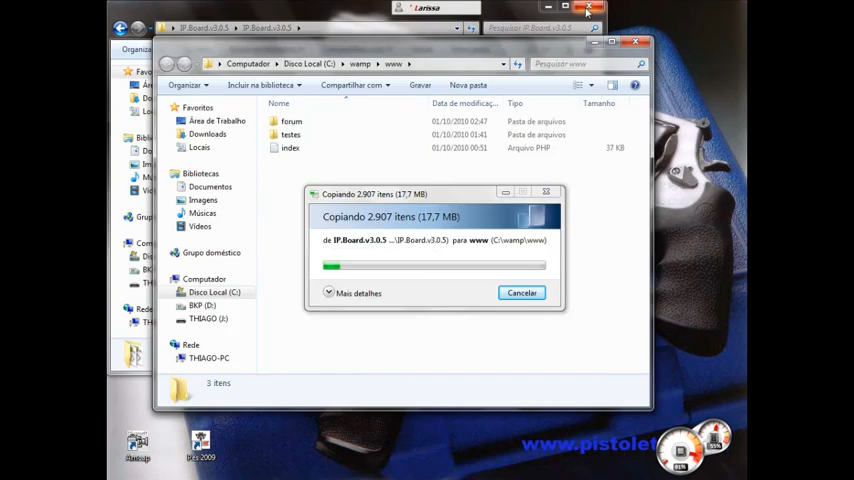 Larissa
IP.Board.v3.0.5 IP.Board.v3.0.5
Pesquisar IP.Board.v3.0.5
Organiza
Computador Disco Local (C:) wamp www
Pesquisar www
Organizar Incluir na biblioteca Compartilhar com Gravar Nova pasta
Favoritos
Área de Trabalho
Downloads
Locais
Bibliotecas
Documentos
Imagens
Músicas
Vídeos
Grupo doméstico
Computador
Disco Local (C:)
BKP (D:)
THIAGO (J:)
Rede
THIAGO-PC
Nome Data de modificaç... Tipo Tamanho
forum 01/10/2010 02:47 Pasta de arquivos
testes 01/10/2010 01:41 Pasta de arquivos
index 01/10/2010 00:51 Arquivo PHP 37 KB
Copiando 2.907 itens (17,7 MB)
Copiando 2.907 itens (17,7 MB)
de IP.Board.v3.0.5 ...\IP.Board.v3.0.5) para www (C:\wamp\www)
Mais detalhes
Cancelar
3 itens
Favo
Bibliot
Grup
Comp
Rede
Pes 2009
www.pistolet